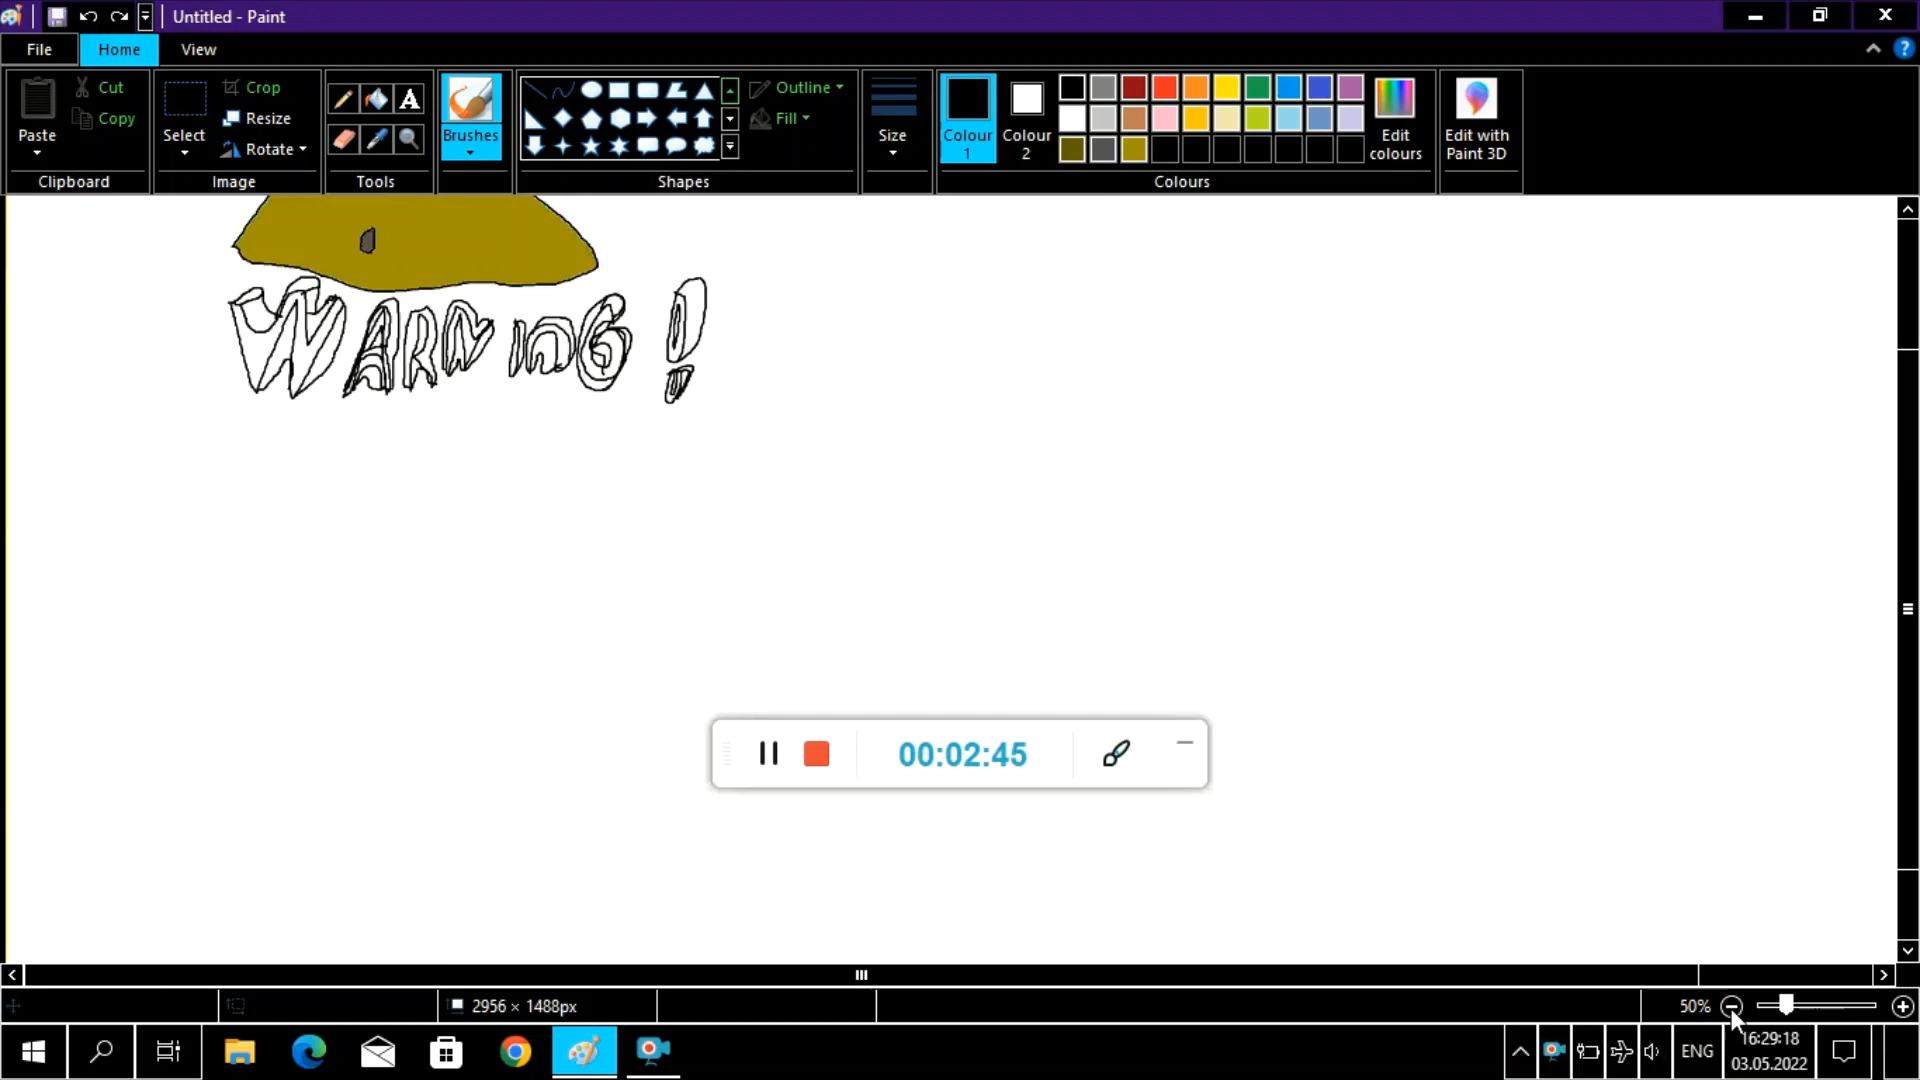 Untitled - Paint
File Home View ?
Cut Crop Outline
Copy Resize A Fill
Paste Select Rotate Brushes Size Colour 1 Colour 2 Edit colours Edit with Paint 3D
Clipboard Image Tools Shapes Colours
WARNinG !
00:02:45
2956 × 1488px 50%
ENG 16:29:18
03.05.2022